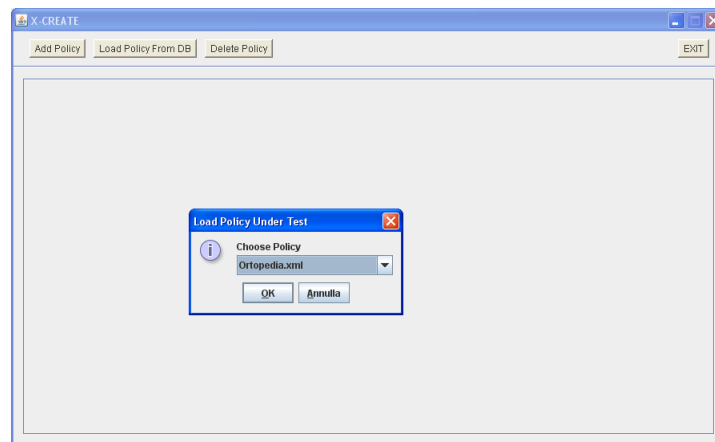 X-CREATE
Add Policy Load Policy From DB Delete Policy EXIT
Load Policy Under Test
Choose Policy
Ortopedia.xml
OK Annulla